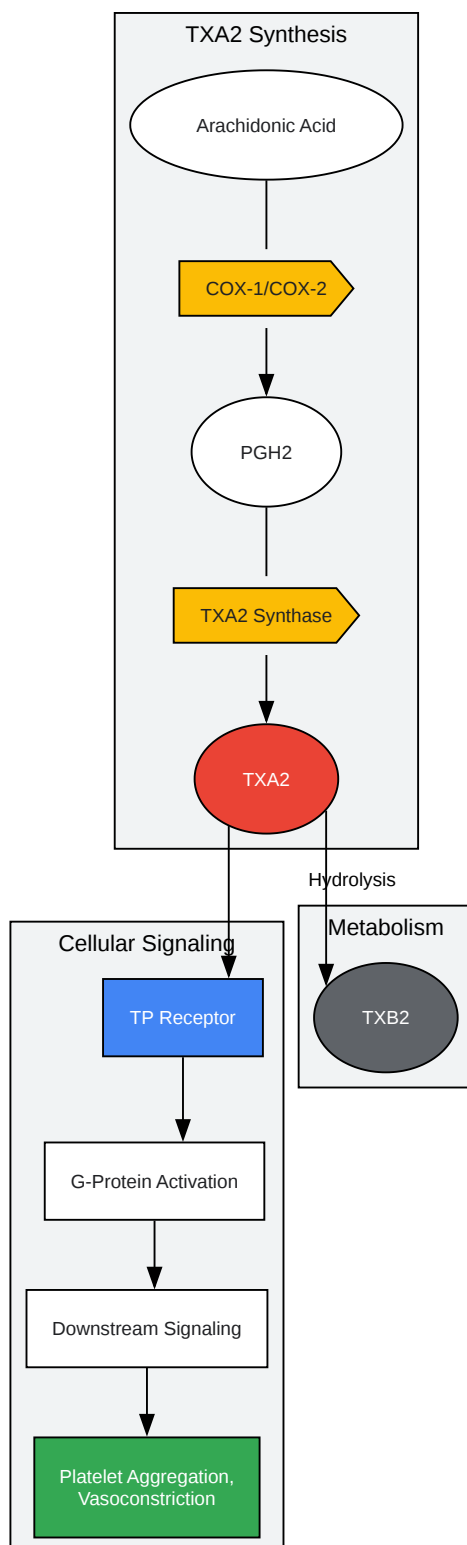 TXA2 Synthesis
Arachidonic Acid
COX-1/COX-2
PGH2
TXA2 Synthase
TXA2
Hydrolysis
Cellular Signaling
Metabolism
TP Receptor
TXB2
G-Protein Activation
Downstream Signaling
Platelet Aggregation,
Vasoconstriction